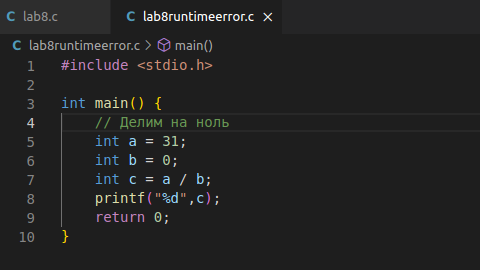 lab8.c
lab8runtimeerror.c
lab8runtimeerror.c > main()
1 #include <stdio.h>
2
3 int main() {
4 // Делим на ноль
5 int a = 31;
6 int b = 0;
7 int c = a / b;
8 printf("%d",c);
9 return 0;
10 }